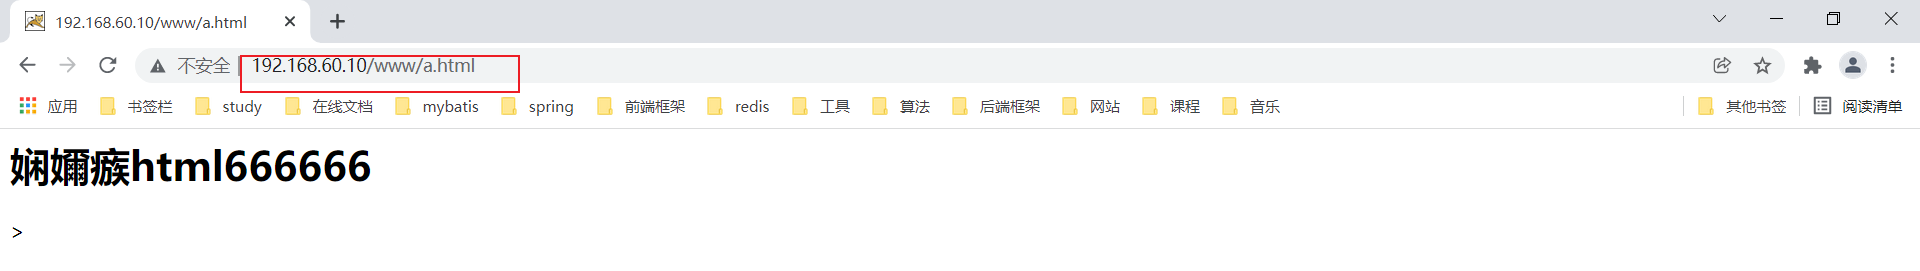 192.168.60.10/www/a.html
不安全 | 192.168.60.10/www/a.html
应用 书签栏 study 在线文档 mybatis spring 前端框架 redis 工具 算法 后端框架 网站 课程 音乐 其他书签 阅读清单
娴嬭瘯html666666
>